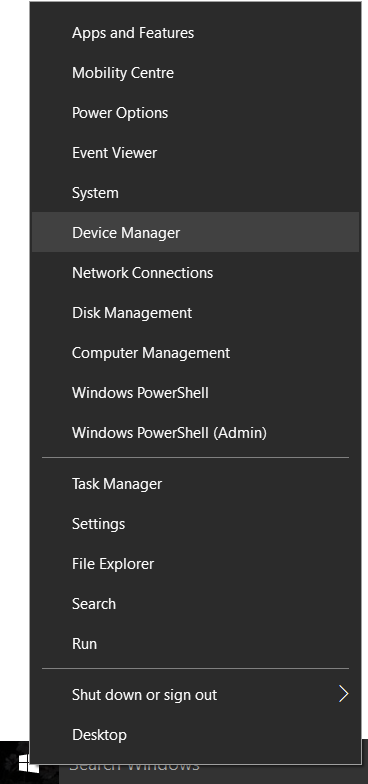 Apps and Features
Mobility Centre
Power Options
Event Viewer
System
Device Manager
Network Connections
Disk Management
Computer Management
Windows PowerShell
Windows PowerShell (Admin)
Task Manager
Settings
File Explorer
Search
Run
Shut down or sign out
Desktop
Search Windows